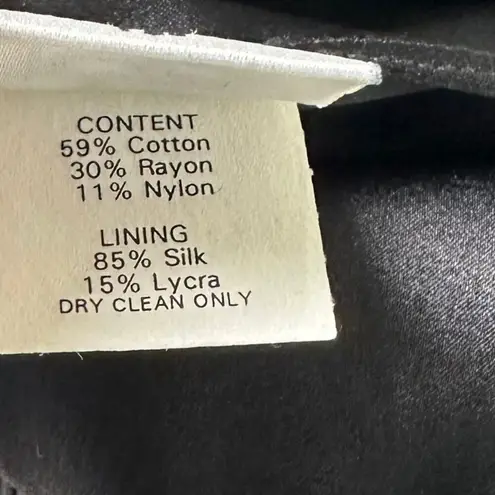 CONTENT
59% Cotton
30% Rayon
11% Nylon
LINING
85% Silk
15% Lycra
DRY CLEAN ONLY